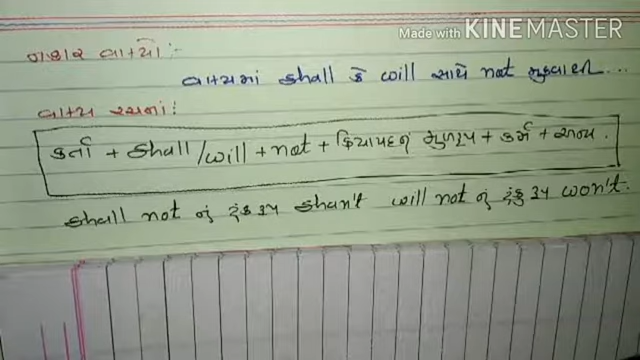 Made with KINEMASTER
નકાર વાક્યો :-
વાક્યમાં shall કે will સાથે not મુકવાથી ...
વાક્ય રચના :
કર્તા + shall / will + not + ક્રિયાપદનું મુળરૂપ + કર્મ + અન્ય .
shall not નું ટુંકુ રૂપ shan't will not નું ટુંકુ રૂપ won't .